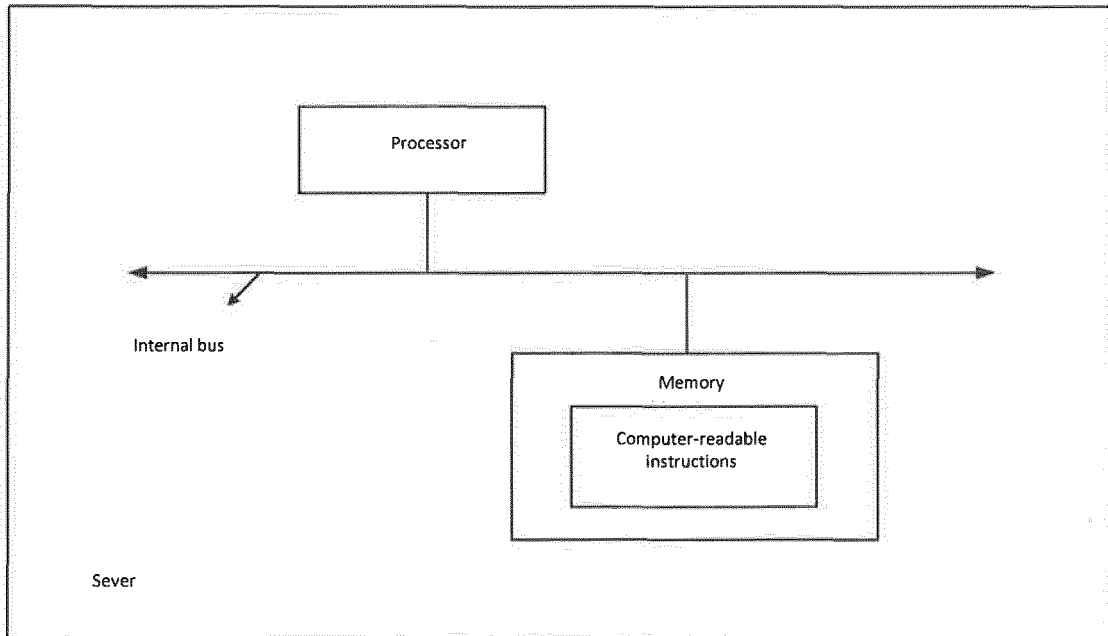 Processor
Internal bus
Memory
Computer-readable
instructions
Sever